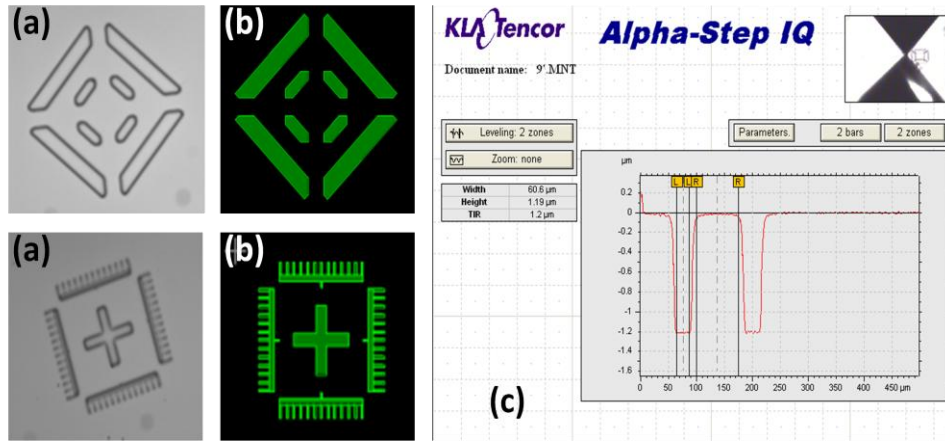 (a)
(b)
(a)
(b)
KLA Tencor
Alpha-Step IQ
Document name: 9'.MNT
Leveling: 2 zones
Zoom: none
Parameters.
2 bars
2 zones
Width 60.6 µm
Height 1.19 µm
TIR 1.2 µm
µm
L L R R
0.2
0
-0.2
-0.4
-0.6
-0.8
-1.0
-1.2
-1.4
-1.6
0 50 100 150 200 250 300 350 400 450 µm
(c)